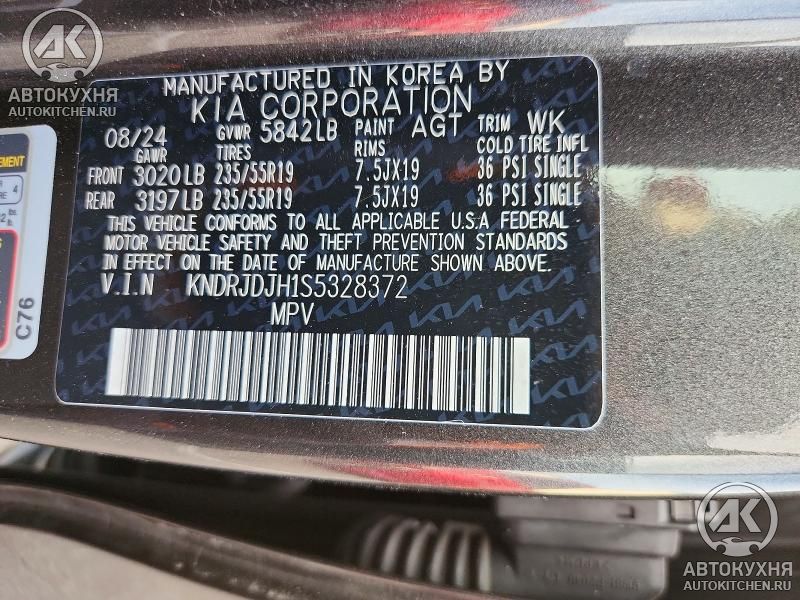 АК
АВТОКУХНЯ
AUTOKITCHEN.RU
MANUFACTURED IN KOREA BY
KIA CORPORATION
08/24 GVWR 5842LB PAINT AGT TRIM WK
GAWR TIRES RIMS COLD TIRE INF
FRONT 3020LB 235/55R19 7.5JX19 36 PSI SINGLE
REAR 3197LB 235/55R19 7.5JX19 36 PSI SINGLE
THIS VEHICLE CONFORMS TO ALL APPLICABLE U.S.A FEDERAL
MOTOR VEHICLE SAFETY AND THEFT PREVENTION STANDARDS
IN EFFECT ON THE DATE OF MANUFACTURE SHOWN ABOVE.
V.I.N KNDRJDJH1S5328372
MPV
C76
АК
АВТОКУХНЯ
AUTOKITCHEN.RU